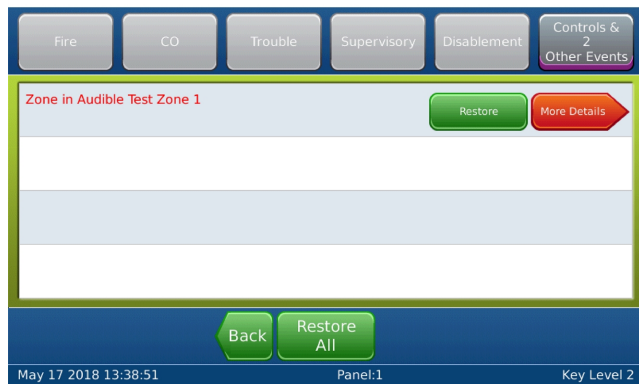 Fire
CO
Trouble
Supervisory
Disablement
Controls &
2
Other Events
Zone in Audible Test Zone 1
Restore
More Details
Back
Restore
All
May 17 2018 13:38:51
Panel:1
Key Level 2